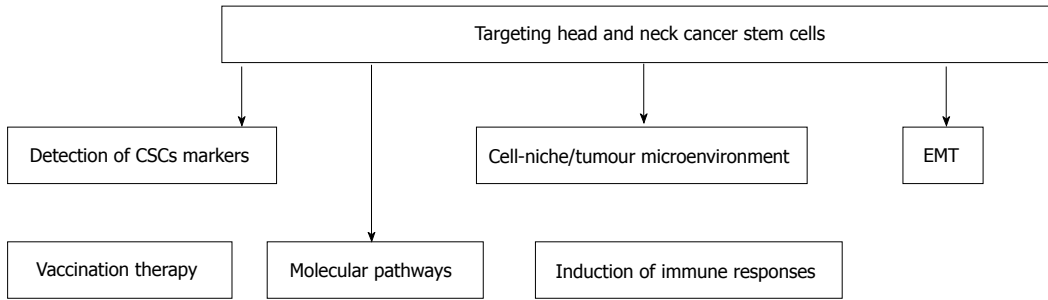 Targeting head and neck cancer stem cells
Detection of CSCs markers
Cell-niche/tumour microenvironment
EMT
Vaccination therapy
Molecular pathways
Induction of immune responses